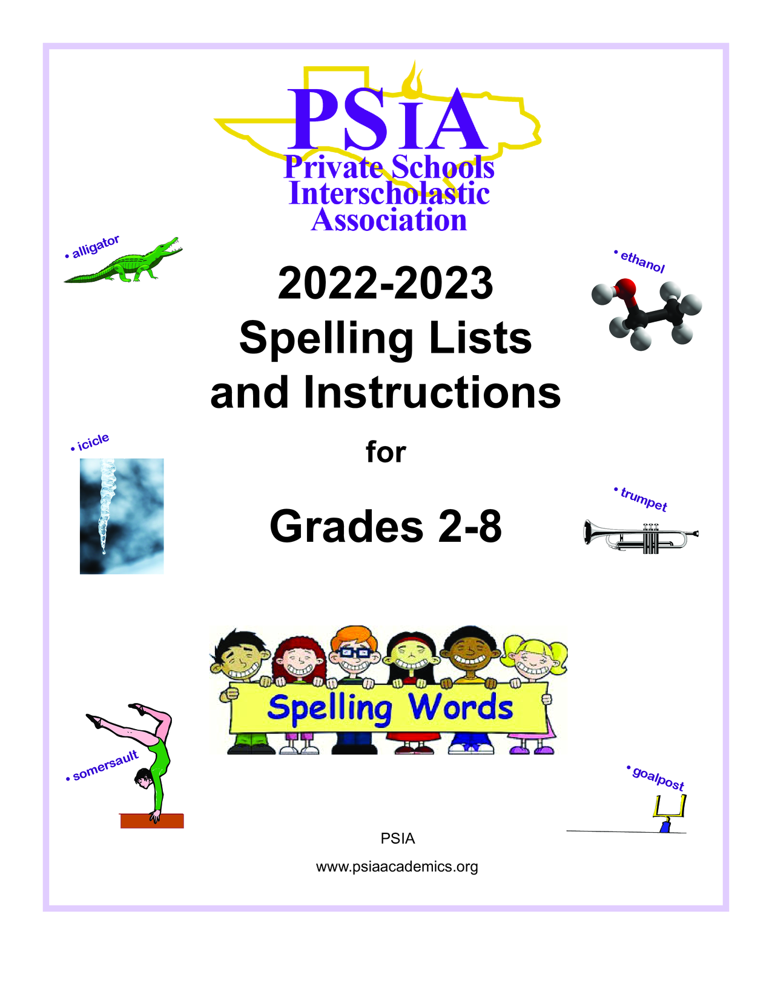 PSIA
Private Schools
Interscholastic
Association
• alligator
• ethanol
2022-2023
Spelling Lists
and Instructions
• icicle
for
• trumpet
Grades 2-8
Spelling Words
• somersault
• goalpost
PSIA
www.psiaacademics.org